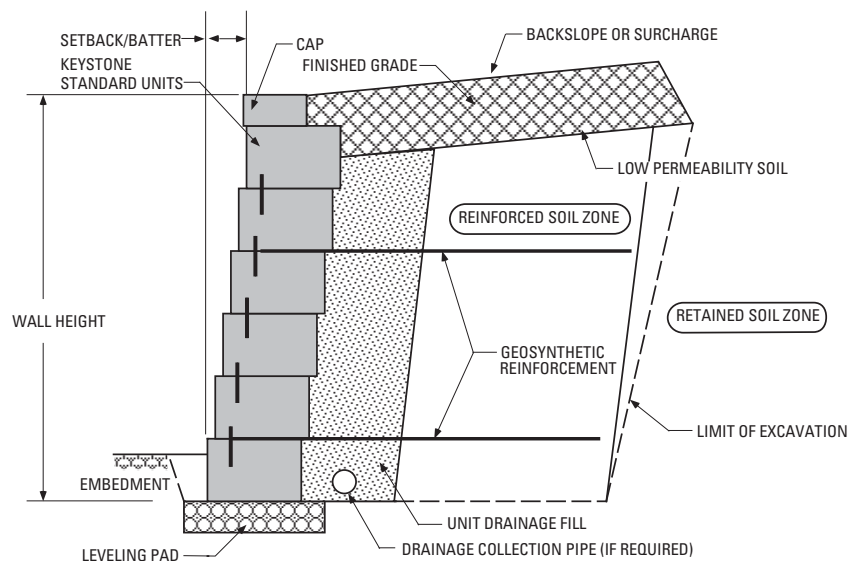 SETBACK/BATTER
CAP
BACKSLOPE OR SURCHARGE
KEYSTONE
STANDARD UNITS
FINISHED GRADE
LOW PERMEABILITY SOIL
REINFORCED SOIL ZONE
WALL HEIGHT
RETAINED SOIL ZONE
GEOSYNTHETIC
REINFORCEMENT
LIMIT OF EXCAVATION
EMBEDMENT
UNIT DRAINAGE FILL
LEVELING PAD
DRAINAGE COLLECTION PIPE (IF REQUIRED)